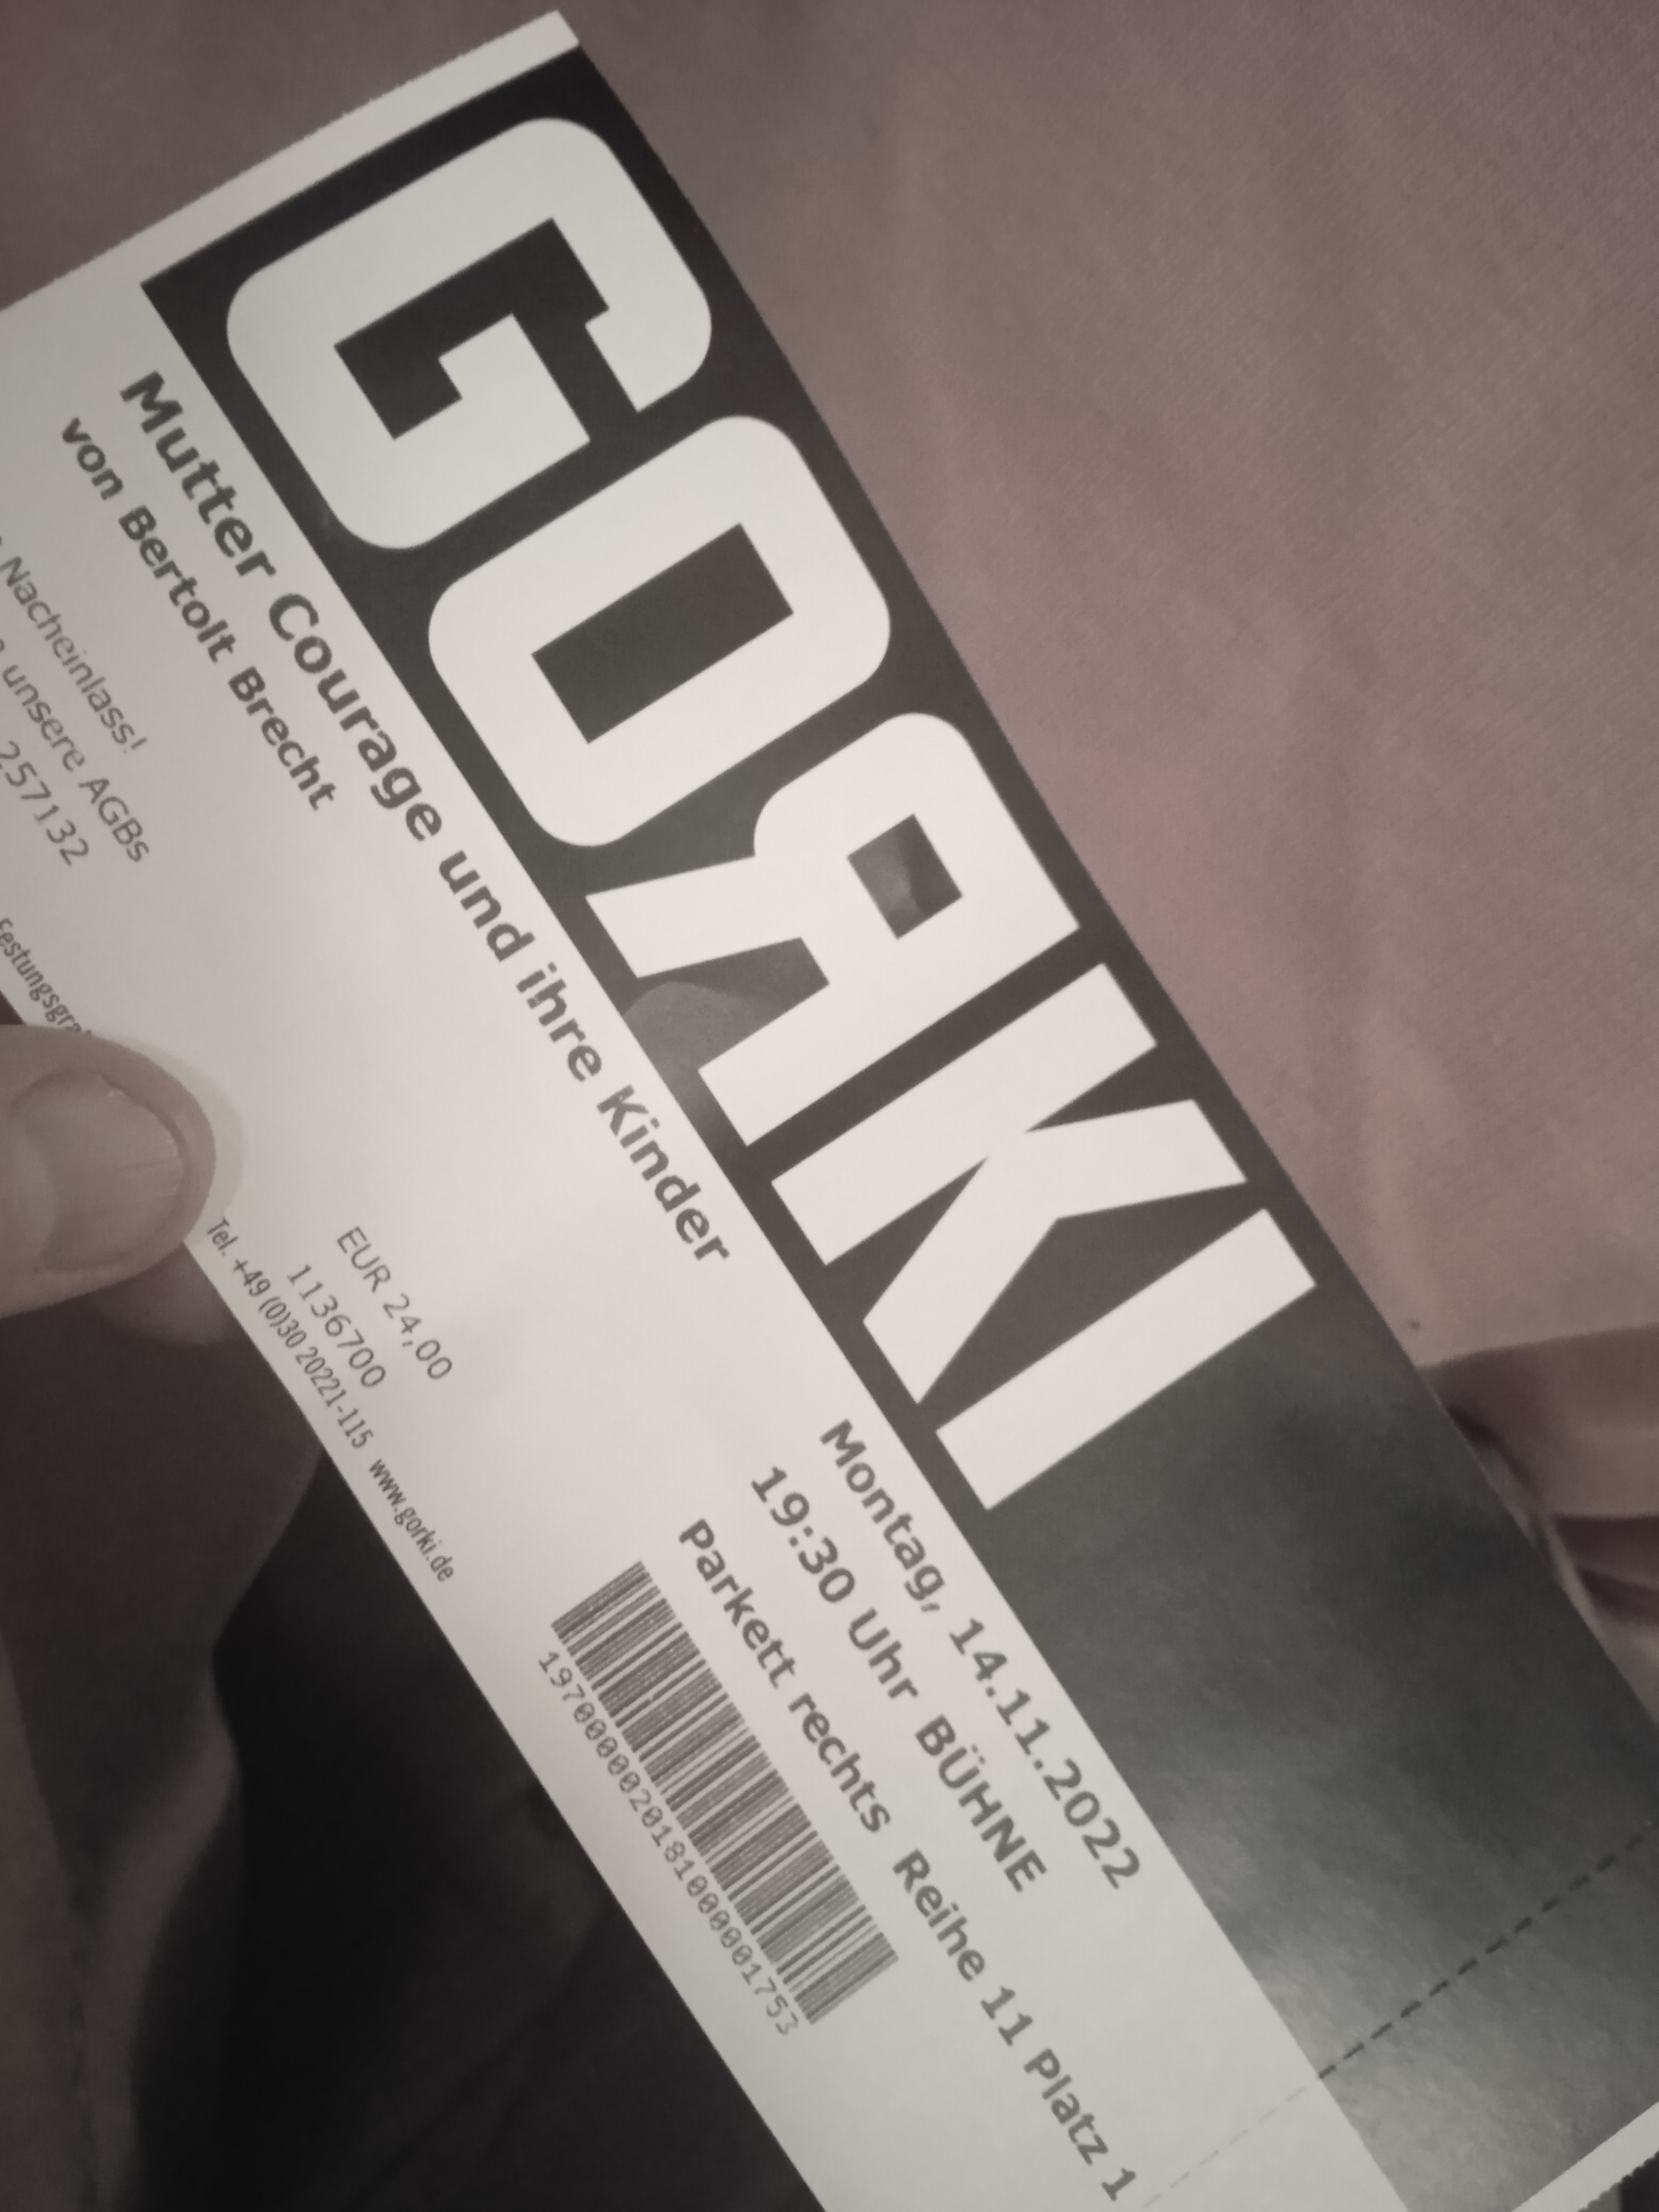 GOЯKI
Mutter Courage und ihre Kinder
von Bertolt Brecht
Montag, 14.11.2022
19:30 Uhr BÜHNE
Parkett rechts Reihe 11 Platz 1
Nacheinlass!
unsere AGBs
257132
EUR 24,00
1136700
Tel. +49 (0)30 20221-115 www.gorki.de
197000002018100001753